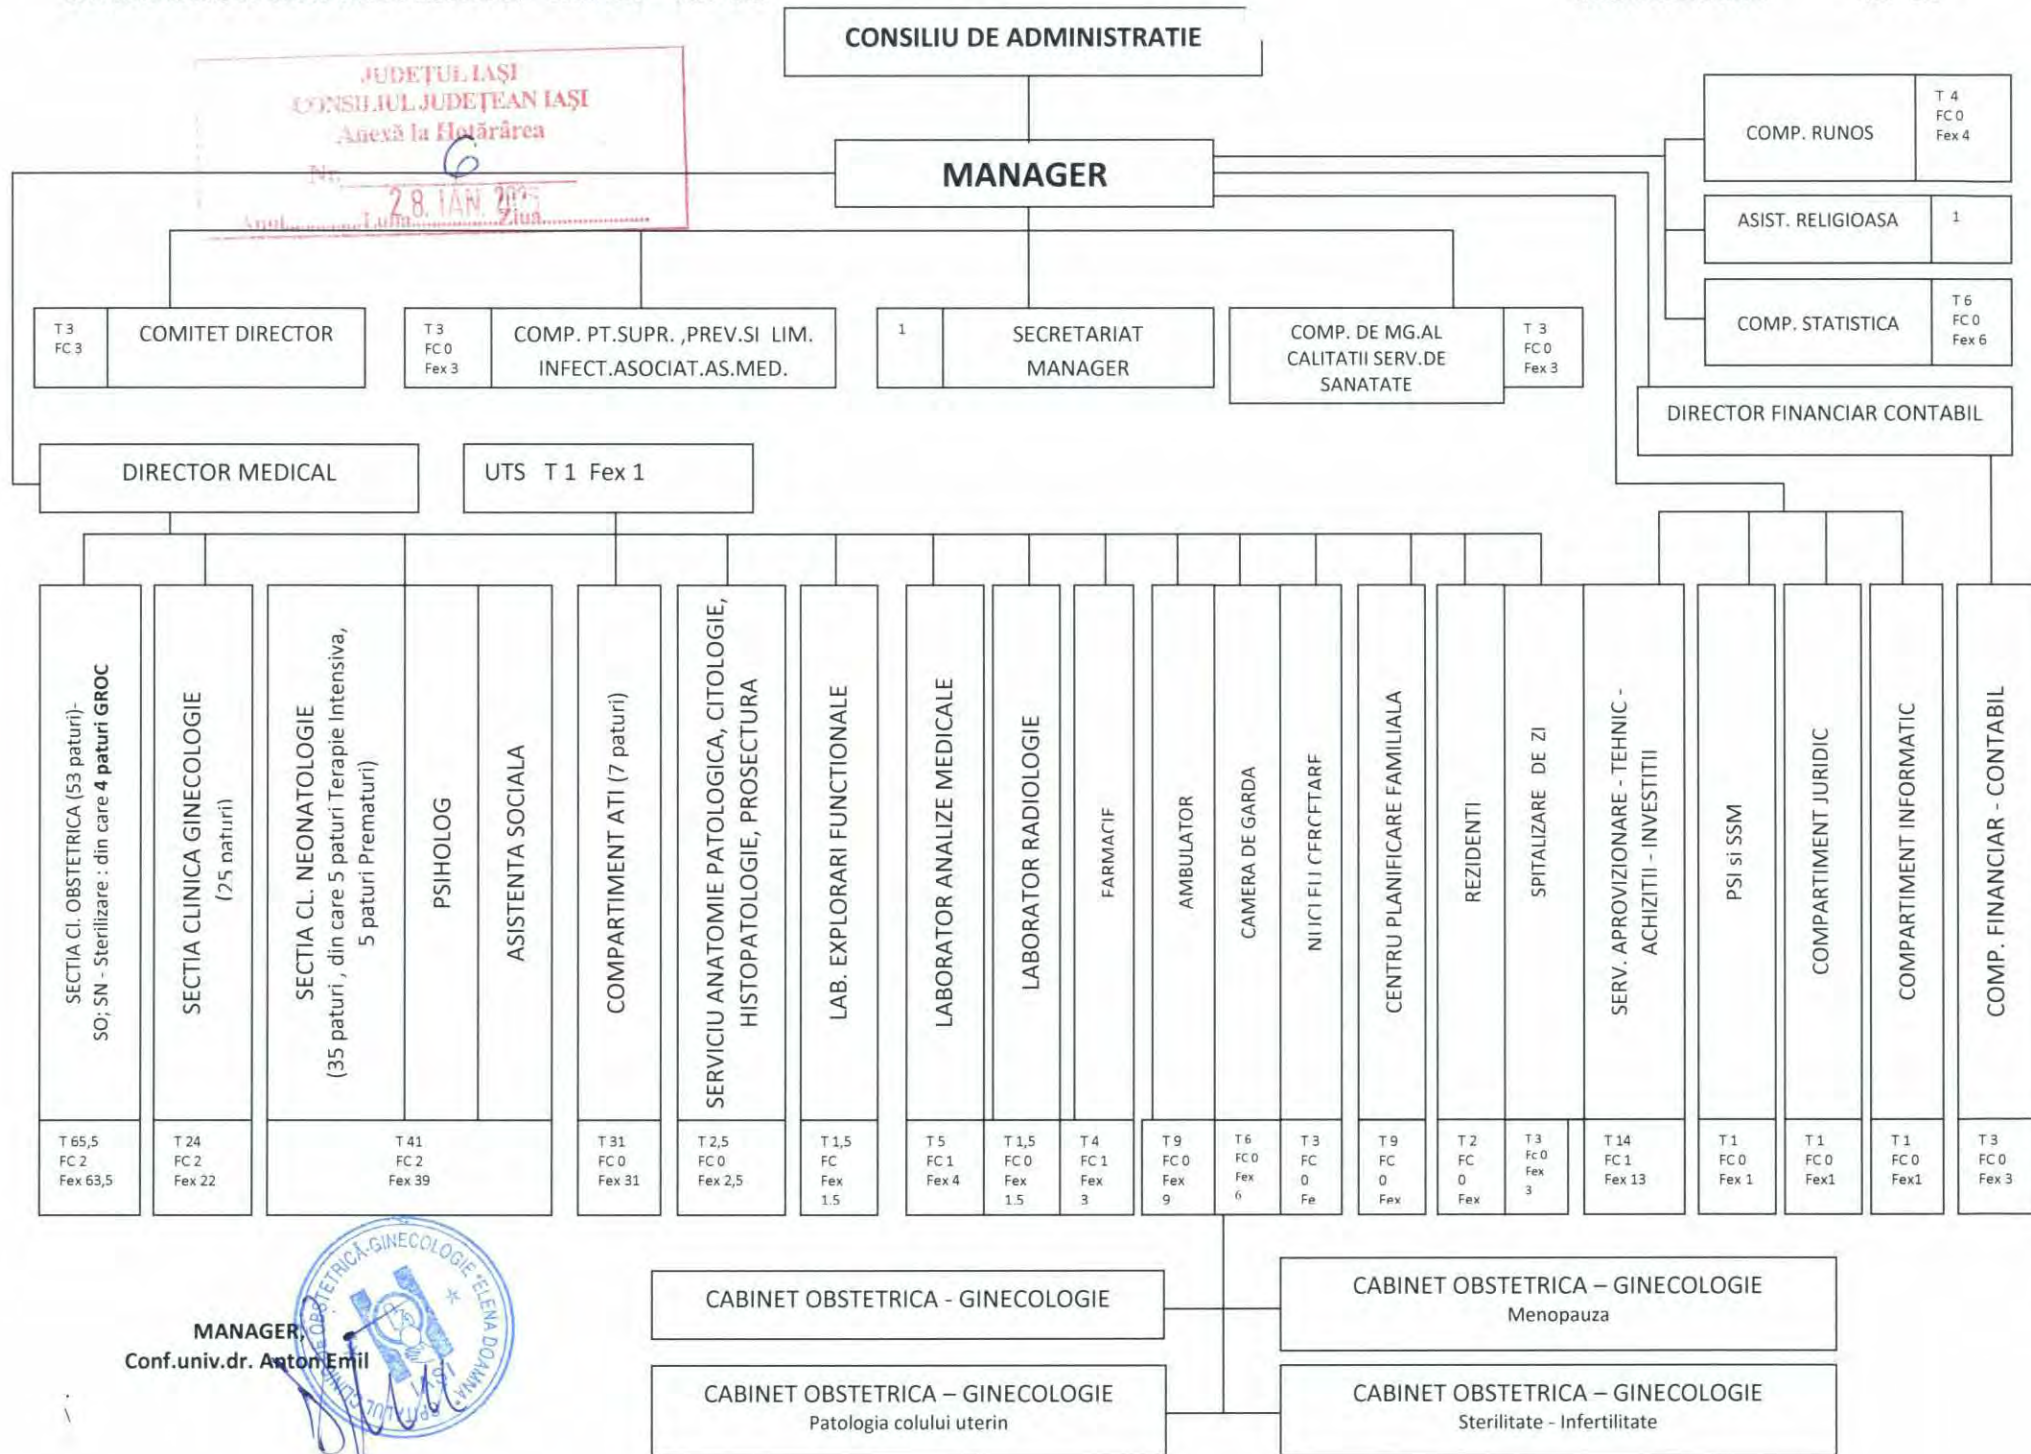 CONSILIU DE ADMINISTRATIE
JUDEȚUL IAȘI
CONSILIUL JUDEȚEAN IAȘI
Anexă la Hotărârea
Nr. 6
28. IAN. 2025
Anul Luna Ziua
MANAGER
COMP. RUNOS
T 4
FC 0
Fex 4
ASIST. RELIGIOASA
1
COMP. STATISTICA
T 6
FC 0
Fex 6
T 3
FC 3
COMITET DIRECTOR
T 3
FC 0
Fex 3
COMP. PT.SUPR. ,PREV.SI LIM.
INFECT.ASOCIAT.AS.MED.
1
SECRETARIAT
MANAGER
COMP. DE MG.AL
CALITATII SERV.DE
SANATATE
T 3
FC 0
Fex 3
DIRECTOR FINANCIAR CONTABIL
DIRECTOR MEDICAL
UTS T 1 Fex 1
SECTIA Cl. OBSTETRICA (53 paturi)-
SO; SN - Sterilizare : din care 4 paturi GROC
SECTIA CLINICA GINECOLOGIE
(25 paturi)
SECTIA CL. NEONATOLOGIE
(35 paturi , din care 5 paturi Terapie Intensiva,
5 paturi Prematuri)
PSIHOLOG
ASISTENTA SOCIALA
COMPARTIMENT ATI (7 paturi)
SERVICIU ANATOMIE PATOLOGICA, CITOLOGIE,
HISTOPATOLOGIE, PROSECTURA
LAB. EXPLORARI FUNCTIONALE
LABORATOR ANALIZE MEDICALE
LABORATOR RADIOLOGIE
FARMACIE
AMBULATOR
CAMERA DE GARDA
NUCLEU CERCETARE
CENTRU PLANIFICARE FAMILIALA
REZIDENTI
SPITALIZARE DE ZI
SERV. APROVIZIONARE - TEHNIC -
ACHIZITII - INVESTITII
PSI si SSM
COMPARTIMENT JURIDIC
COMPARTIMENT INFORMATIC
COMP. FINANCIAR - CONTABIL
T 65,5
FC 2
Fex 63,5
T 24
FC 2
Fex 22
T 41
FC 2
Fex 39
T 31
FC 0
Fex 31
T 2,5
FC 0
Fex 2,5
T 1,5
FC
Fex
1.5
T 5
FC 1
Fex 4
T 1,5
FC 0
Fex
1.5
T 4
FC 1
Fex
3
T 9
FC 0
Fex
9
T 6
FC 0
Fex
6
T 3
FC
0
Fe
T 9
FC
0
Fex
T 2
FC
0
Fex
T 3
Fc 0
Fex
3
T 14
FC 1
Fex 13
T 1
FC 0
Fex 1
T 1
FC 0
Fex1
T 1
FC 0
Fex1
T 3
FC 0
Fex 3
CABINET OBSTETRICA - GINECOLOGIE
CABINET OBSTETRICA – GINECOLOGIE
Menopauza
CABINET OBSTETRICA – GINECOLOGIE
Patologia colului uterin
CABINET OBSTETRICA – GINECOLOGIE
Sterilitate - Infertilitate
MANAGER,
Conf.univ.dr. Anton Emil
SPITALUL CLINIC DE OBSTETRICĂ-GINECOLOGIE "ELENA DOAMNA"
IAȘI